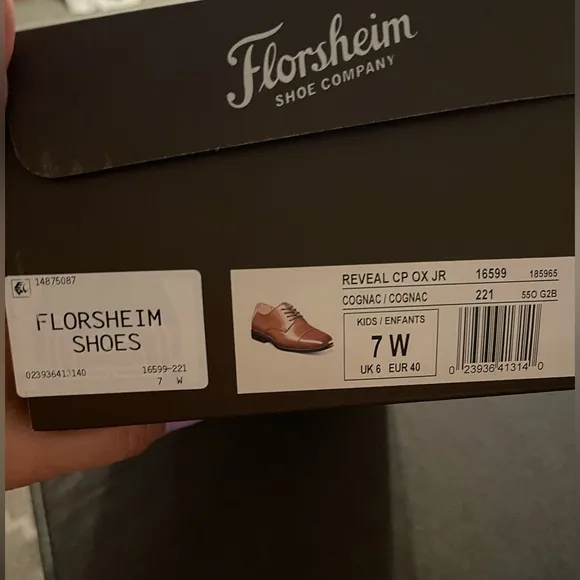 Florsheim
SHOE COMPANY
14875087
FLORSHEIM
SHOES
023936413140
16599-221
7 W
REVEAL CP OX JR 16599 185965
COGNAC / COGNAC 221 55O G2B
KIDS / ENFANTS
7 W
UK 6 EUR 40
0 23936 41314 0